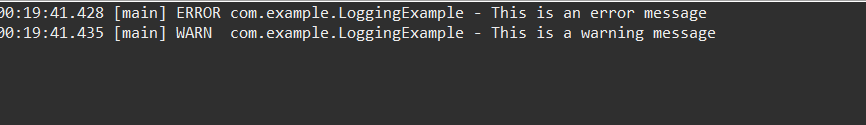 00:19:41.428 [main] ERROR com.example.LoggingExample - This is an error message
00:19:41.435 [main] WARN  com.example.LoggingExample - This is a warning message